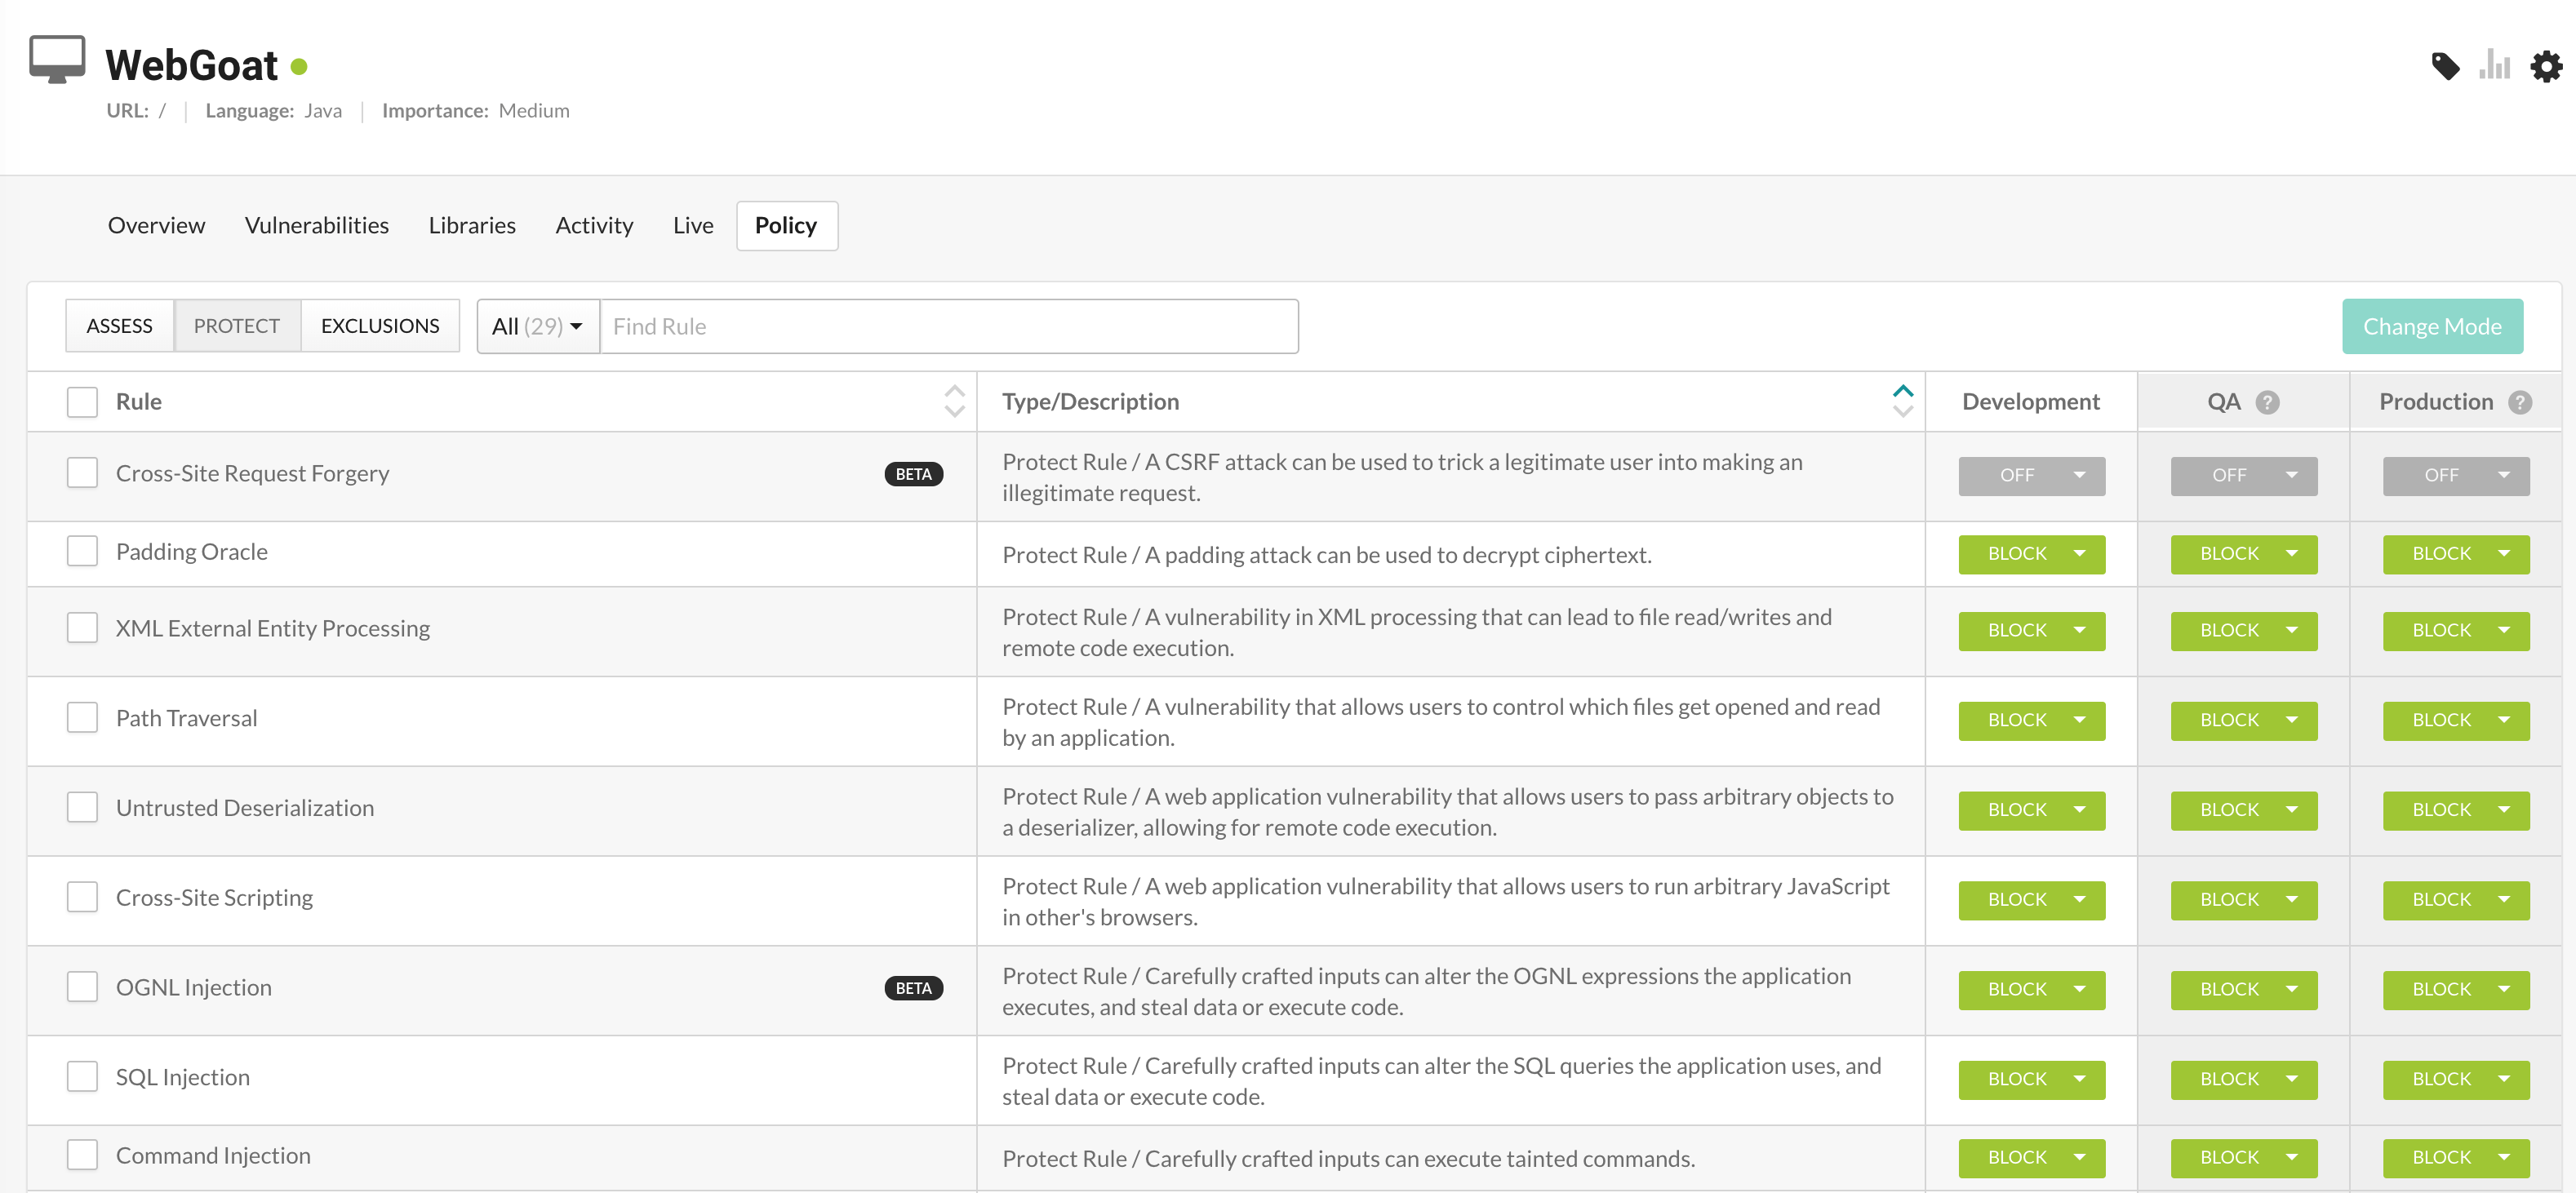 WebGoat
URL: / Language: Java Importance: Medium
Overview Vulnerabilities Libraries Activity Live Policy
ASSESS PROTECT EXCLUSIONS All (29) Find Rule Change Mode
Rule Type/Description Development QA ? Production ?
Cross-Site Request Forgery BETA Protect Rule / A CSRF attack can be used to trick a legitimate user into making an
illegitimate request. OFF OFF OFF
Padding Oracle Protect Rule / A padding attack can be used to decrypt ciphertext. BLOCK BLOCK BLOCK
XML External Entity Processing Protect Rule / A vulnerability in XML processing that can lead to file read/writes and
remote code execution. BLOCK BLOCK BLOCK
Path Traversal Protect Rule / A vulnerability that allows users to control which files get opened and read
by an application. BLOCK BLOCK BLOCK
Untrusted Deserialization Protect Rule / A web application vulnerability that allows users to pass arbitrary objects to
a deserializer, allowing for remote code execution. BLOCK BLOCK BLOCK
Cross-Site Scripting Protect Rule / A web application vulnerability that allows users to run arbitrary JavaScript
in other's browsers. BLOCK BLOCK BLOCK
OGNL Injection BETA Protect Rule / Carefully crafted inputs can alter the OGNL expressions the application
executes, and steal data or execute code. BLOCK BLOCK BLOCK
SQL Injection Protect Rule / Carefully crafted inputs can alter the SQL queries the application uses, and
steal data or execute code. BLOCK BLOCK BLOCK
Command Injection Protect Rule / Carefully crafted inputs can execute tainted commands. BLOCK BLOCK BLOCK